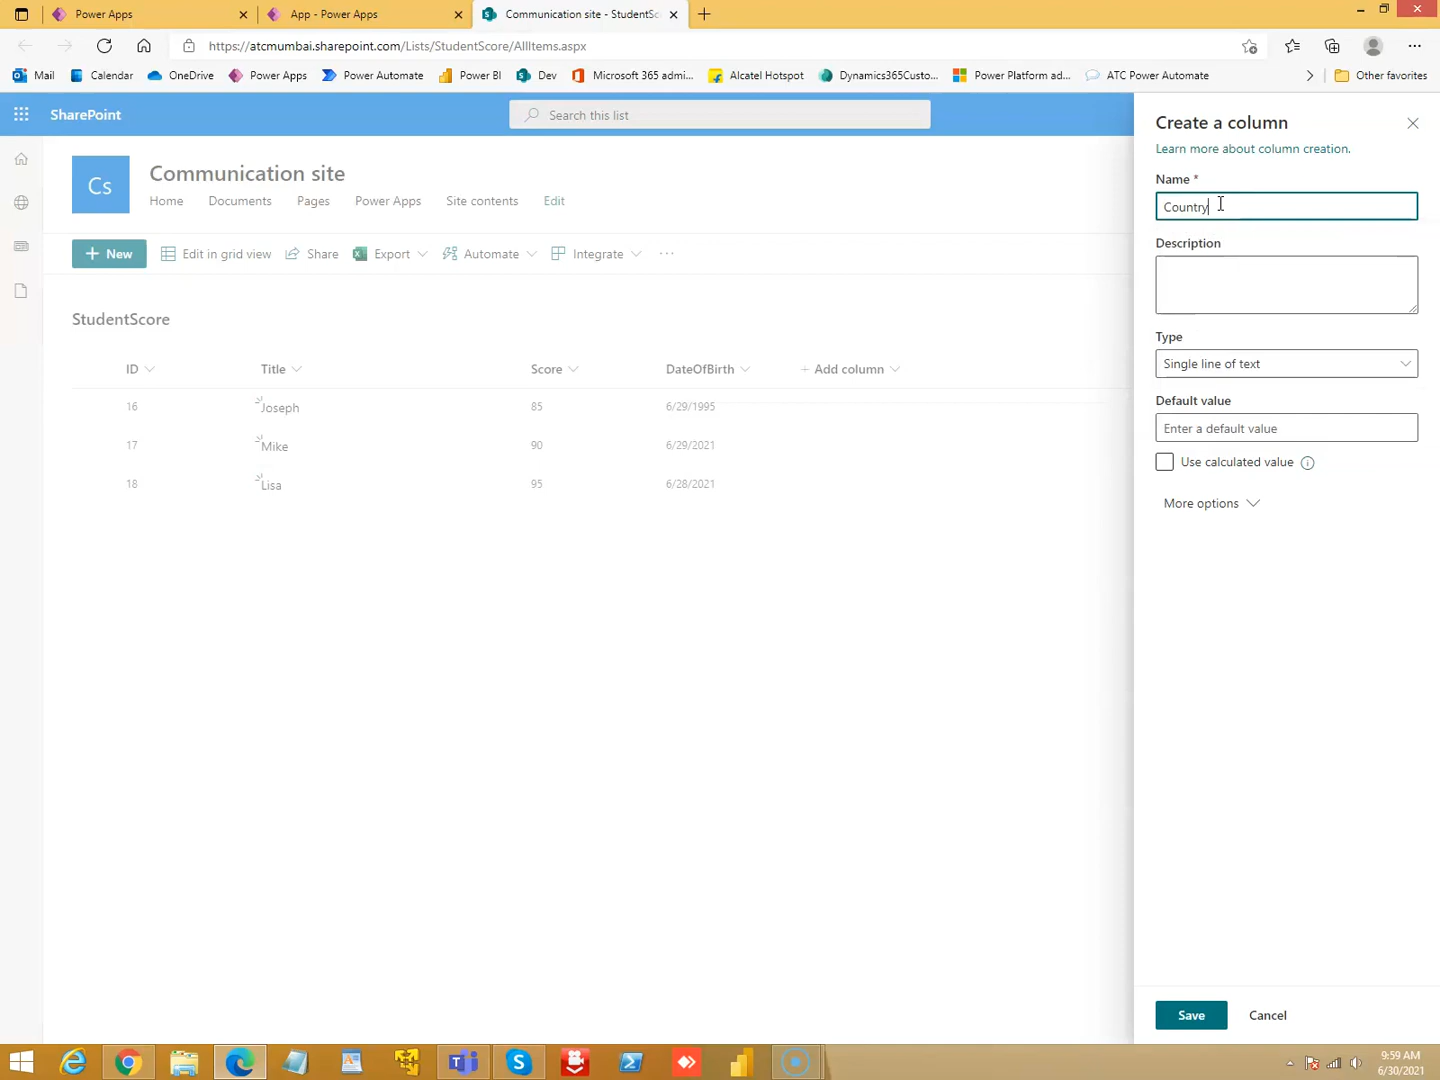 Power Apps
App - Power Apps
Communication site - StudentSc
https://atcmumbai.sharepoint.com/Lists/StudentScore/AllItems.aspx
Mail
Calendar
OneDrive
Power Apps
Power Automate
Power BI
Dev
Microsoft 365 admi...
Alcatel Hotspot
Dynamics365Custo...
Power Platform ad...
ATC Power Automate
Other favorites
SharePoint
Search this list
Cs
Communication site
Home
Documents
Pages
Power Apps
Site contents
Edit
+ New
Edit in grid view
Share
Export
Automate
Integrate
...
StudentScore
ID Title Score DateOfBirth + Add column
16 Joseph 85 6/29/1995
17 Mike 90 6/29/2021
18 Lisa 95 6/28/2021
Create a column
Learn more about column creation.
Name *
Country
Description
Type
Single line of text
Default value
Enter a default value
Use calculated value
More options
Save
Cancel
9:59 AM
6/30/2021